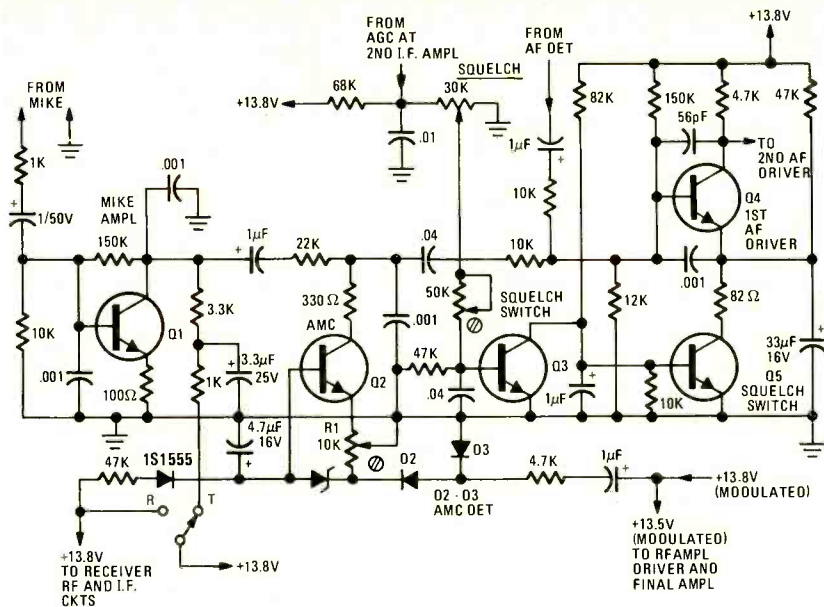 FROM
AGC AT
2ND I.F. AMPL
FROM
AF DET
+13.8V
FROM
MIKE
SQUELCH
+13.8V
68K
30K
82K
150K
4.7K
47K
56pF
.01
1µF
+
TO
2ND AF
DRIVER
1K
.001
MIKE
AMPL
10K
Q4
1ST
AF
DRIVER
+
1/50V
150K
1µF
+
22K
.04
10K
.001
3.3K
330Ω
50K
SQUELCH
SWITCH
12K
82Ω
AMC
10K
Q1
.001
47K
33µF
16V
+
.001
1K
3.3µF
25V
+
Q2
Q3
Q5
SQUELCH
SWITCH
100Ω
.04
1µF
+
10K
4.7µF
16V
+
R1
10K
47K
1S1555
D2
D3
4.7K
1µF
+
+13.8V
(MODULATED)
D2 - D3
AMC DET
R
T
+13.8V
TO RECEIVER
RF AND I.F.
CKTS
+13.8V
+13.5V
(MODULATED)
TO RF AMPL
DRIVER AND
FINAL AMPL